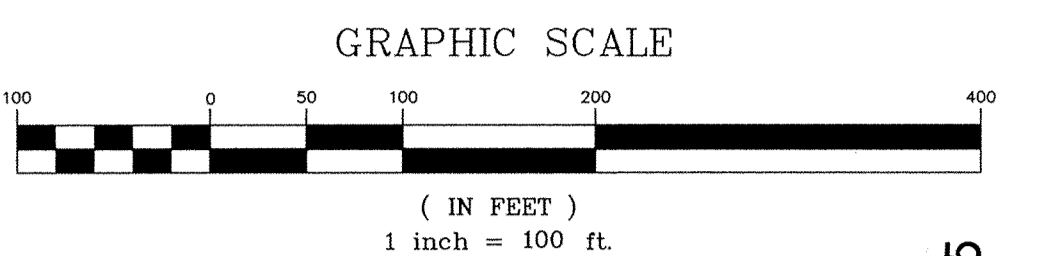 GRAPHIC SCALE
100 0 50 100 200 400
( IN FEET )
1 inch = 100 ft.